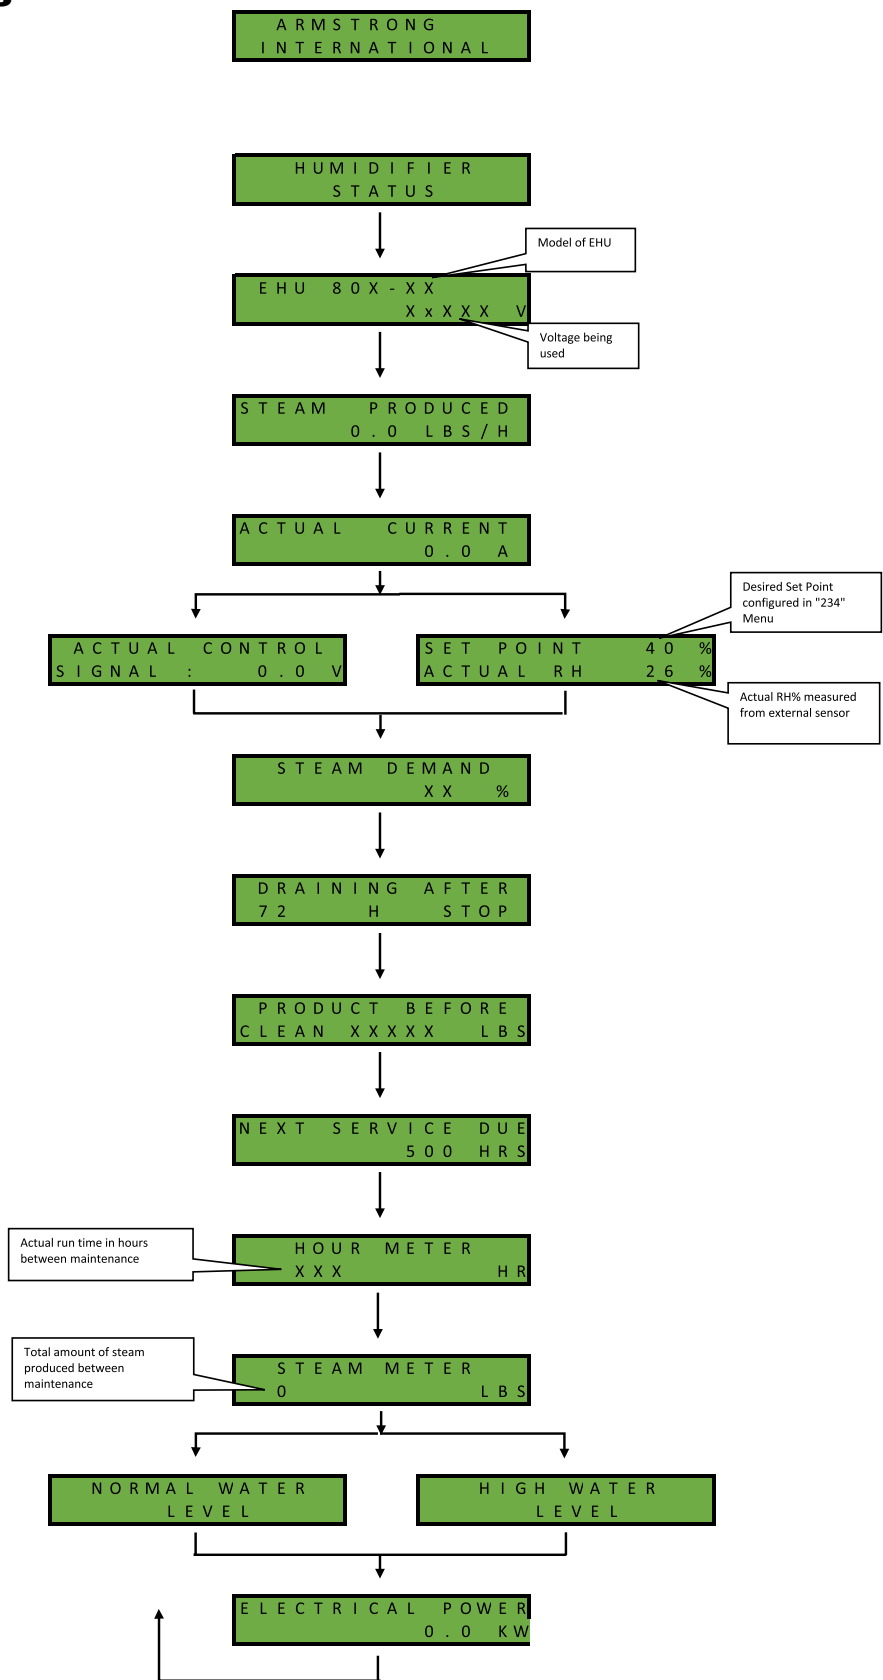 ARMSTRONG
INTERNATIONAL
HUMIDIFIER
STATUS
Model of EHU
EHU 80X-XX
XxXXX V
Voltage being
used
STEAM PRODUCED
0.0 LBS/H
ACTUAL CURRENT
0.0 A
Desired Set Point
configured in "234"
Menu
ACTUAL CONTROL
SIGNAL : 0.0 V
SET POINT 40 %
ACTUAL RH 26 %
Actual RH% measured
from external sensor
STEAM DEMAND
XX %
DRAINING AFTER
72 H STOP
PRODUCT BEFORE
CLEAN XXXXX LBS
NEXT SERVICE DUE
500 HRS
Actual run time in hours
between maintenance
HOUR METER
XXX HR
Total amount of steam
produced between
maintenance
STEAM METER
0 LBS
NORMAL WATER
LEVEL
HIGH WATER
LEVEL
ELECTRICAL POWER
0.0 KW